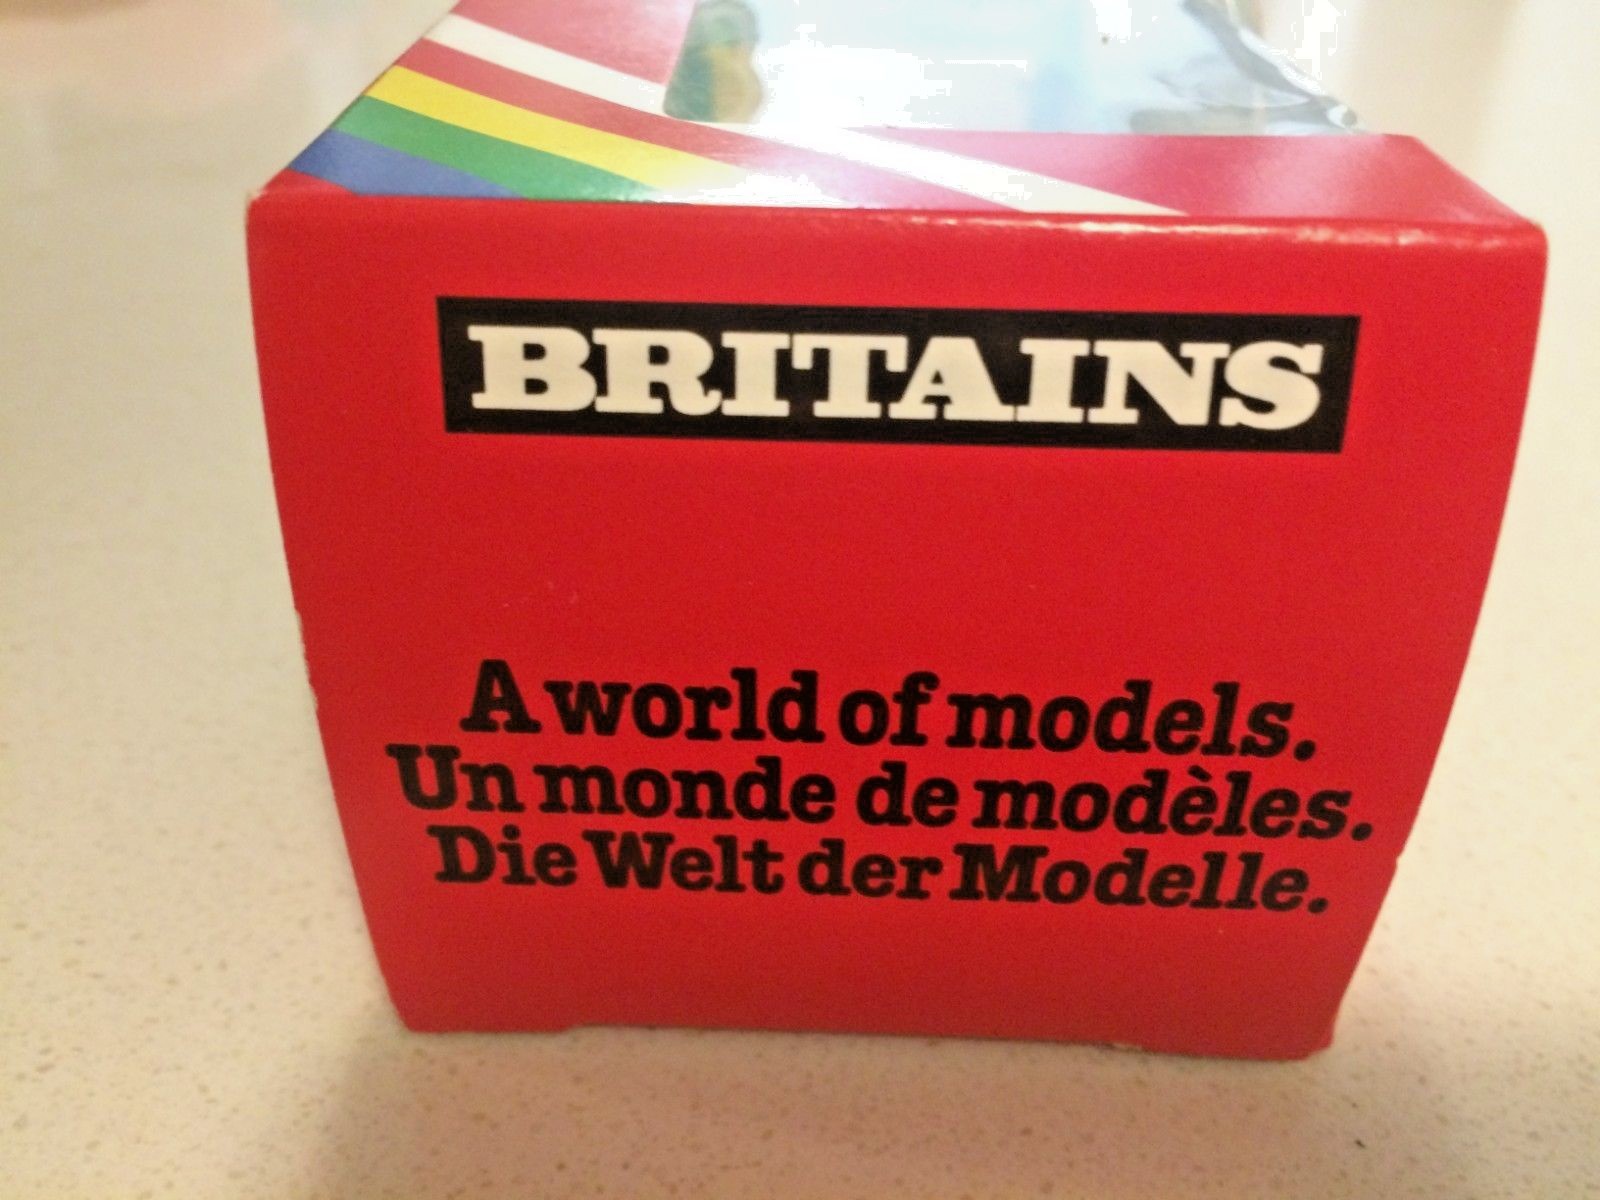 BRITAINS
A world of models.
Un monde de modèles.
Die Welt der Modelle.